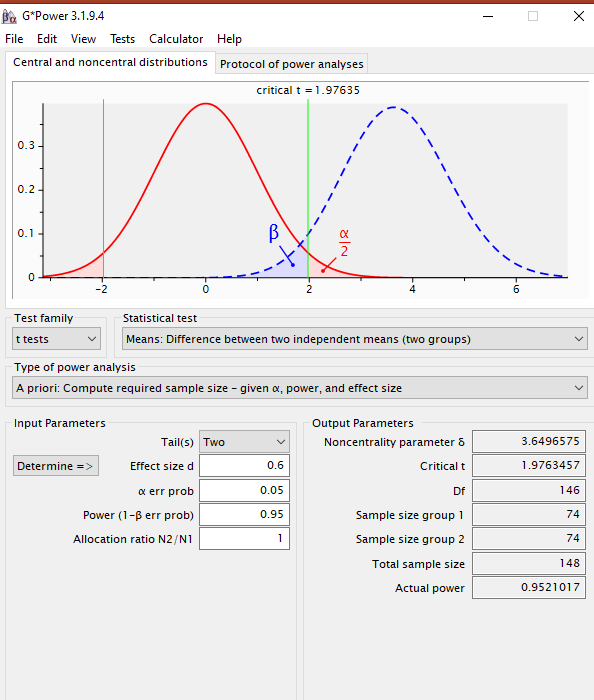 G*Power 3.1.9.4
File Edit View Tests Calculator Help
Central and noncentral distributions Protocol of power analyses
critical t = 1.97635
0.3
0.2
0.1
0
β
α
2
−2 0 2 4 6
Test family Statistical test
t tests Means: Difference between two independent means (two groups)
Type of power analysis
A priori: Compute required sample size – given α, power, and effect size
Input Parameters Output Parameters
Tail(s) Two Noncentrality parameter δ 3.6496575
Determine => Effect size d 0.6 Critical t 1.9763457
α err prob 0.05 Df 146
Power (1-β err prob) 0.95 Sample size group 1 74
Allocation ratio N2/N1 1 Sample size group 2 74
Total sample size 148
Actual power 0.9521017